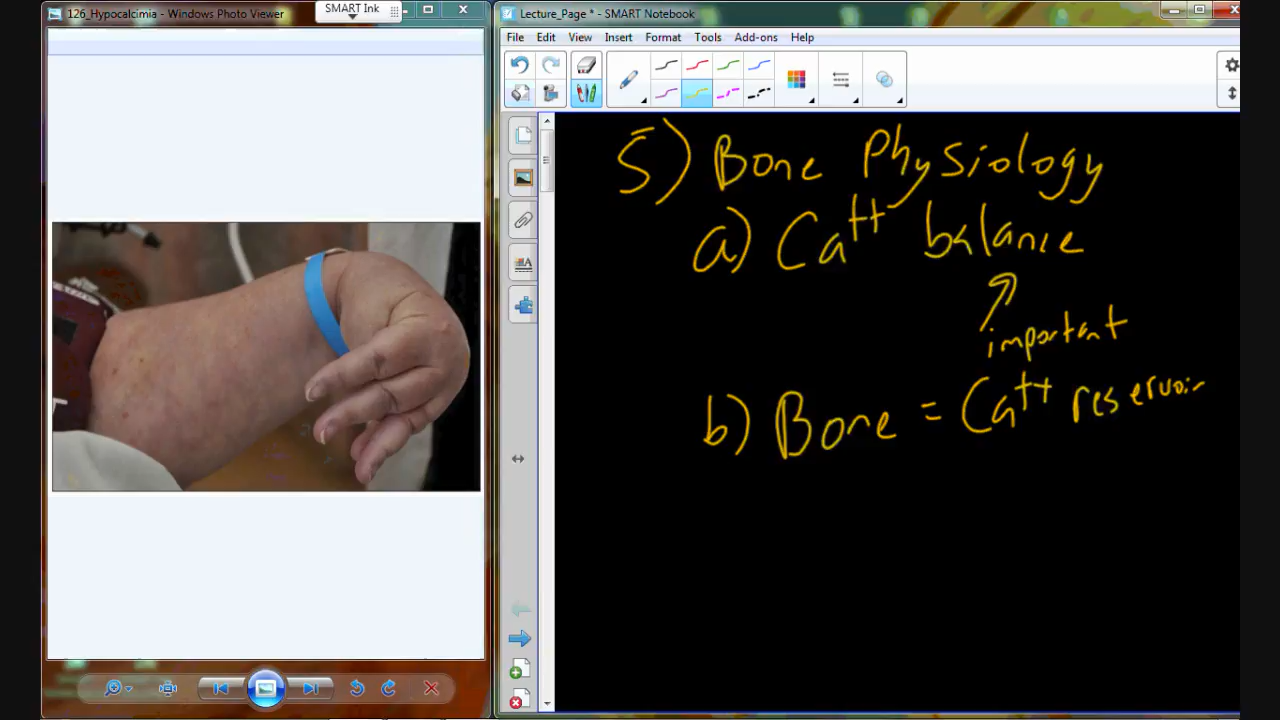 126_Hypocalcimia - Windows Photo Viewer
SMART Ink
Lecture_Page * - SMART Notebook
File Edit View Insert Format Tools Add-ons Help
5) Bone Physiology
a) Ca++ balance
important
b) Bone = Ca++ reservoir